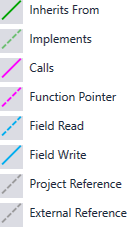 Inherits From
Implements
Calls
Function Pointer
Field Read
Field Write
Project Reference
External Reference